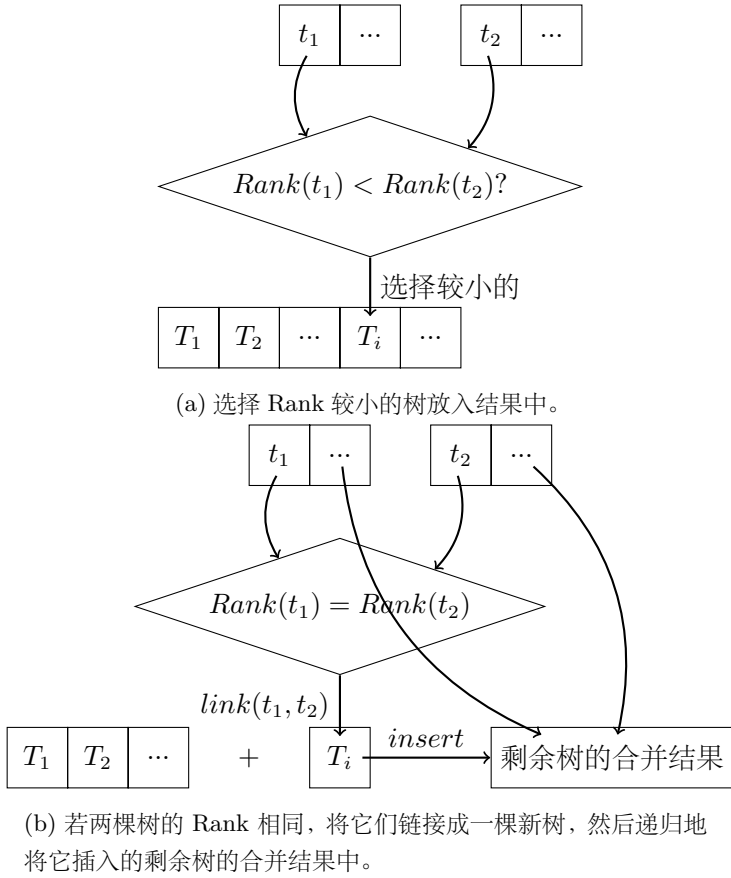 t₁ ··· t₂ ···
Rank(t₁) < Rank(t₂)?
选择较小的
T₁ T₂ ··· Tᵢ ···
(a) 选择 Rank 较小的树放入结果中。
t₁ ··· t₂ ···
Rank(t₁) = Rank(t₂)
link(t₁, t₂)
T₁ T₂ ··· + Tᵢ insert 剩余树的合并结果
(b) 若两棵树的 Rank 相同, 将它们链接成一棵新树, 然后递归地
将它插入的剩余树的合并结果中。